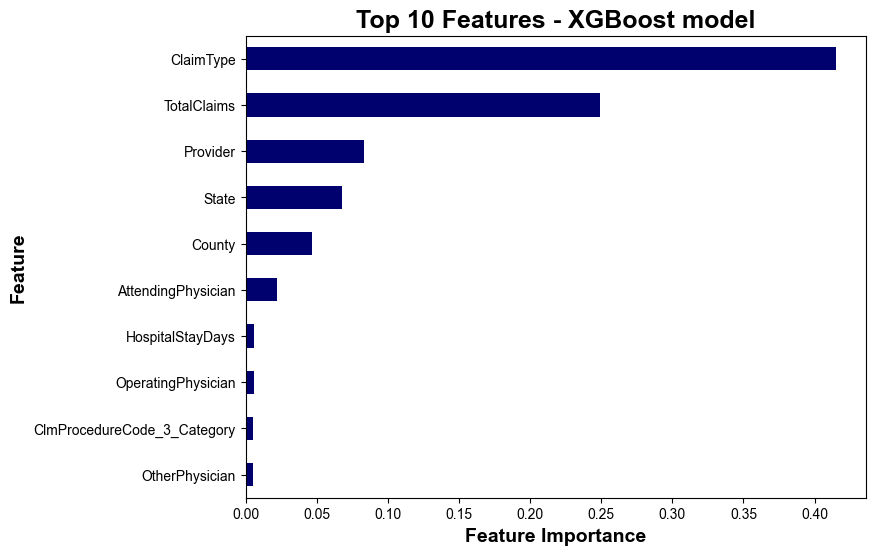 Top 10 Features - XGBoost model
ClaimType
TotalClaims
Provider
State
County
AttendingPhysician
HospitalStayDays
OperatingPhysician
ClmProcedureCode_3_Category
OtherPhysician
Feature
0.00 0.05 0.10 0.15 0.20 0.25 0.30 0.35 0.40
Feature Importance